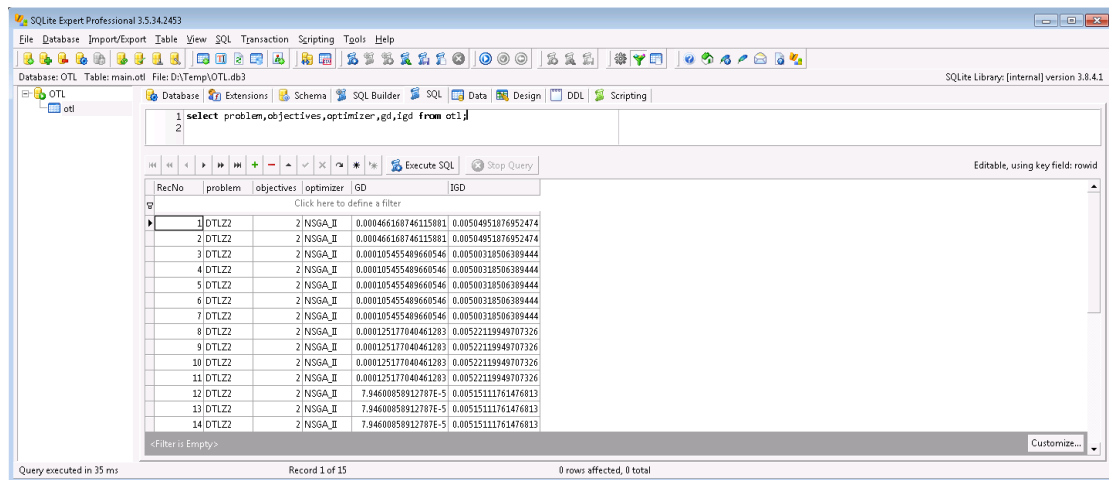 SQLite Expert Professional 3.5.34.2453
File Database Import/Export Table View SQL Transaction Scripting Tools Help
Database: OTL Table: main.otl File: D:\Temp\OTL.db3 SQLite Library: [internal] version 3.8.4.1
OTL
otl
Database Extensions Schema SQL Builder SQL Data Design DDL Scripting
1 select problem,objectives,optimizer,gd,igd from otl;
2
Execute SQL Stop Query Editable, using key field: rowid
RecNo problem objectives optimizer GD IGD
Click here to define a filter
1 DTLZ2 2 NSGA_II 0.000466168746115881 0.00504951876952474
2 DTLZ2 2 NSGA_II 0.000466168746115881 0.00504951876952474
3 DTLZ2 2 NSGA_II 0.000105455489660546 0.00500318506389444
4 DTLZ2 2 NSGA_II 0.000105455489660546 0.00500318506389444
5 DTLZ2 2 NSGA_II 0.000105455489660546 0.00500318506389444
6 DTLZ2 2 NSGA_II 0.000105455489660546 0.00500318506389444
7 DTLZ2 2 NSGA_II 0.000105455489660546 0.00500318506389444
8 DTLZ2 2 NSGA_II 0.000125177040461283 0.00522119949707326
9 DTLZ2 2 NSGA_II 0.000125177040461283 0.00522119949707326
10 DTLZ2 2 NSGA_II 0.000125177040461283 0.00522119949707326
11 DTLZ2 2 NSGA_II 0.000125177040461283 0.00522119949707326
12 DTLZ2 2 NSGA_II 7.94600858912787E-5 0.00515111761476813
13 DTLZ2 2 NSGA_II 7.94600858912787E-5 0.00515111761476813
14 DTLZ2 2 NSGA_II 7.94600858912787E-5 0.00515111761476813
<Filter is Empty> Customize...
Query executed in 35 ms Record 1 of 15 0 rows affected, 0 total